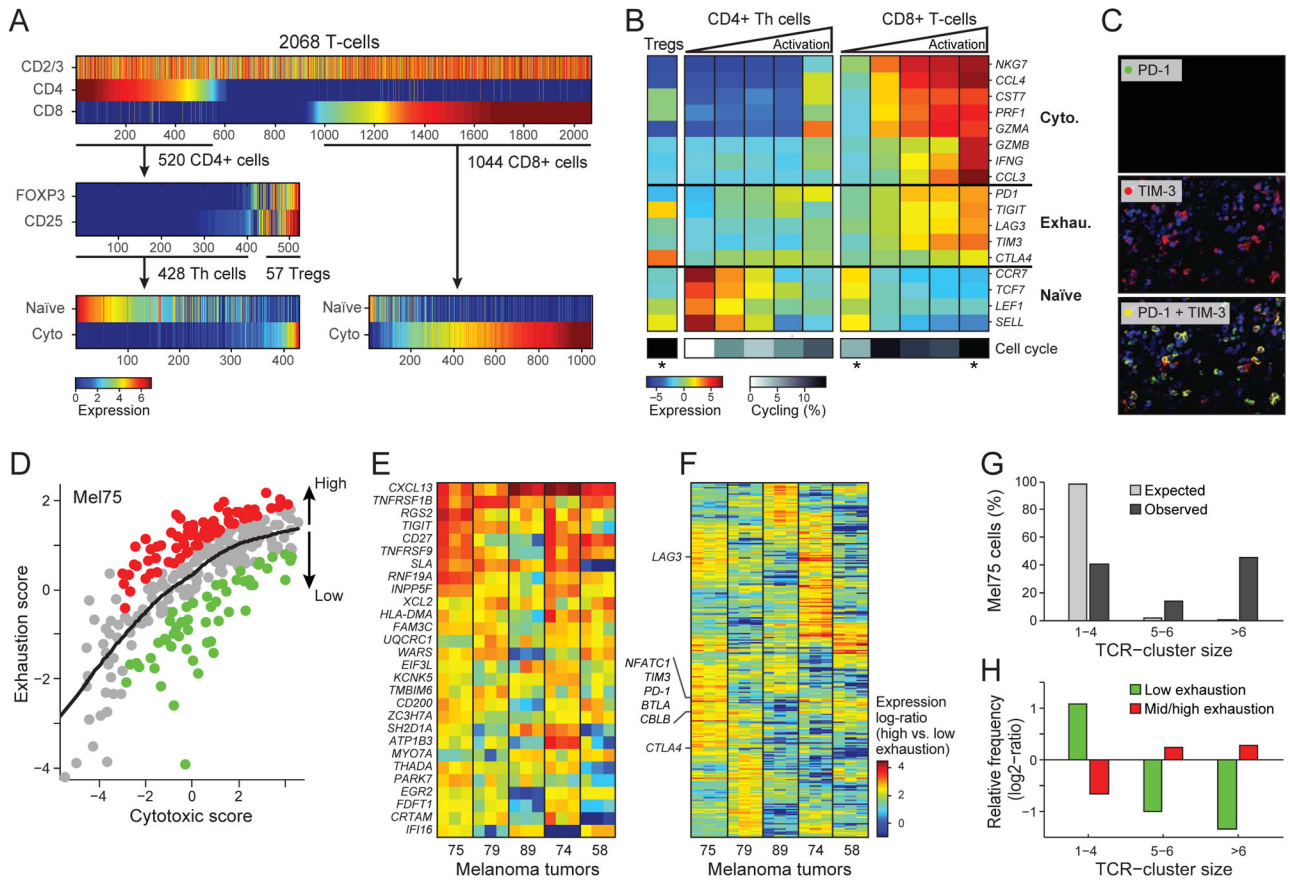 A
2068 T-cells
CD2/3
CD4
CD8
200 400 600 800 1000 1200 1400 1600 1800 2000
520 CD4+ cells
1044 CD8+ cells
FOXP3
CD25
100 200 300 400 500
428 Th cells
57 Tregs
Naïve
Cyto
100 200 300 400
Naïve
Cyto
0 200 400 600 800 1000
0 2 4 6
Expression
B
CD4+ Th cells
CD8+ T-cells
Tregs
Activation
Activation
NKG7
CCL4
CST7
PRF1
GZMA
GZMB
IFNG
CCL3
Cyto.
PD1
TIGIT
LAG3
TIM3
CTLA4
Exhau.
CCR7
TCF7
LEF1
SELL
Naïve
Cell cycle
* * *
−5 0 5
Expression
0 5 10
Cycling (%)
C
PD-1
TIM-3
PD-1 + TIM-3
D
Mel75
High
Low
2
0
−2
−4
Exhaustion score
−4 −2 0 2 4
Cytotoxic score
E
CXCL13
TNFRSF1B
RGS2
TIGIT
CD27
TNFRSF9
SLA
RNF19A
INPP5F
XCL2
HLA-DMA
FAM3C
UQCRC1
WARS
EIF3L
KCNK5
TMBIM6
CD200
ZC3H7A
SH2D1A
ATP1B3
MYO7A
THADA
PARK7
EGR2
FDFT1
CRTAM
IFI16
75 79 89 74 58
Melanoma tumors
F
LAG3
NFATC1
TIM3
PD-1
BTLA
CBLB
CTLA4
75 79 89 74 58
Melanoma tumors
Expression
log-ratio
(high vs. low
exhaustion)
4
3
2
1
0
G
100
80
60
40
20
0
Mel75 cells (%)
Expected
Observed
1−4 5−6 >6
TCR−cluster size
H
1
0
−1
Relative frequency
(log2−ratio)
Low exhaustion
Mid/high exhaustion
1−4 5−6 >6
TCR−cluster size